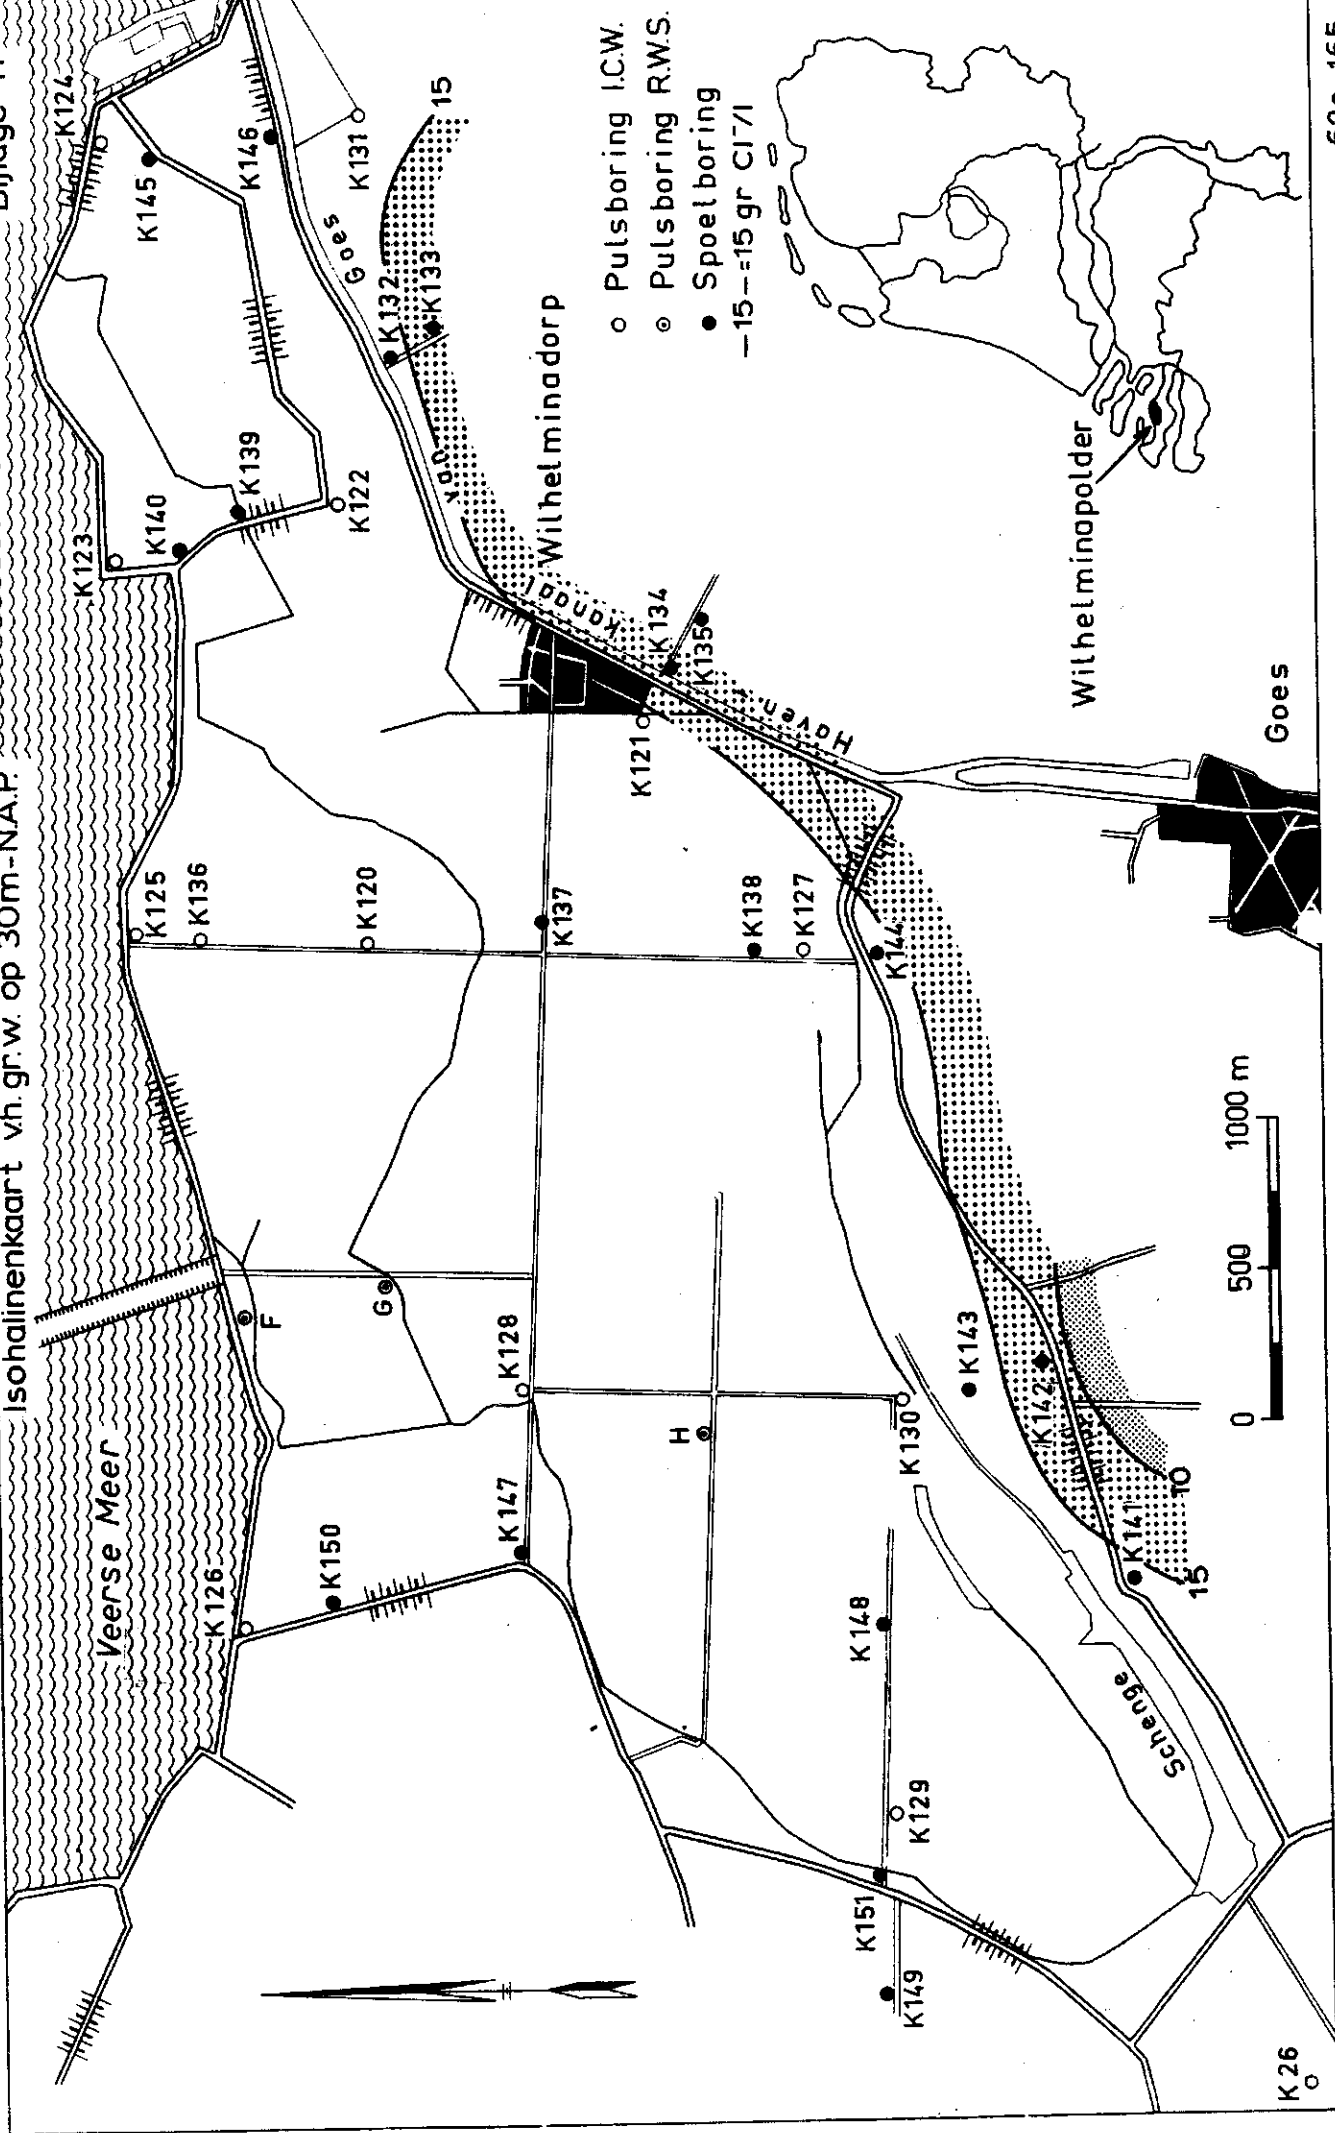 Isohalinenkaart v.h. gr.w. op 30m-N.A.P.
Veerse Meer
K124
K145
K146
K131
15
Goes
K132
K133
K123
K140
K139
K122
Kanaal
Wilhelminadorp
K125
K136
K120
K137
K121
K134
K135
Haven.
K138
K127
K144
F
G
K128
H
K130
K143
K142
10
K126
K150
K147
K141
15
K148
Schenge
K129
K151
K149
K26
Goes
0 500 1000 m
Pulsboring I.C.W.
Pulsboring R.W.S.
Spoelboring
—15—=15gr Cl⁻/l
Wilhelminapolder